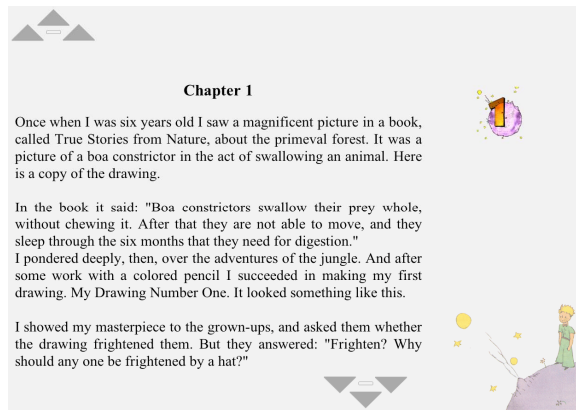 1
Chapter 1
Once when I was six years old I saw a magnificent picture in a book,
called True Stories from Nature, about the primeval forest. It was a
picture of a boa constrictor in the act of swallowing an animal. Here
is a copy of the drawing.
In the book it said: "Boa constrictors swallow their prey whole,
without chewing it. After that they are not able to move, and they
sleep through the six months that they need for digestion."
I pondered deeply, then, over the adventures of the jungle. And after
some work with a colored pencil I succeeded in making my first
drawing. My Drawing Number One. It looked something like this.
I showed my masterpiece to the grown-ups, and asked them whether
the drawing frightened them. But they answered: "Frighten? Why
should any one be frightened by a hat?"